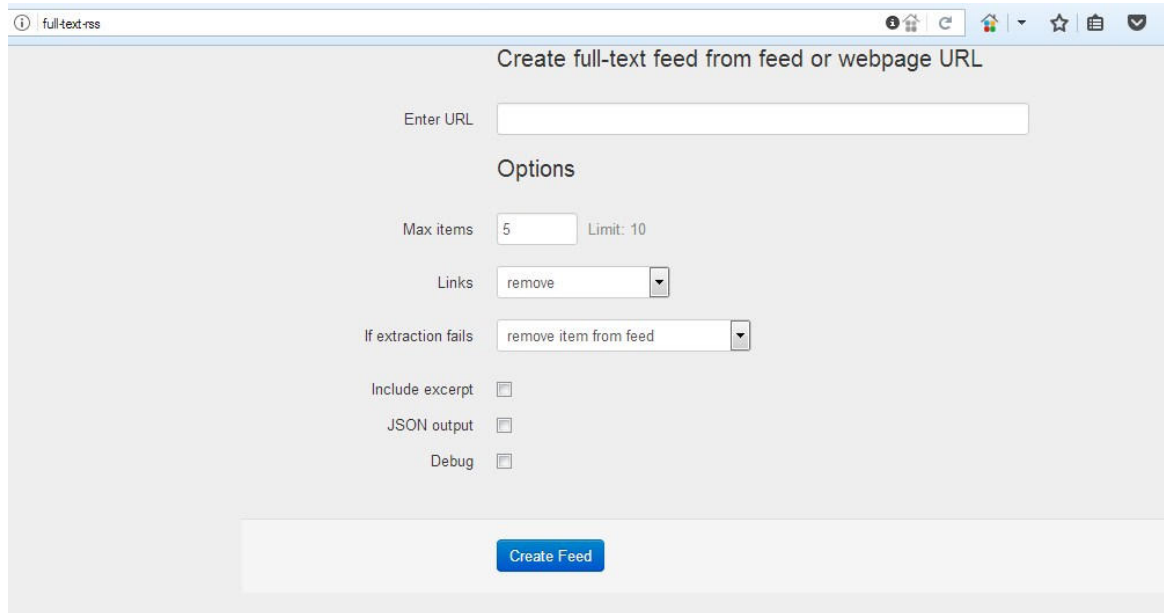 full-text-rss
Create full-text feed from feed or webpage URL
Enter URL
Options
Max items 5 Limit: 10
Links remove
If extraction fails remove item from feed
Include excerpt
JSON output
Debug
Create Feed